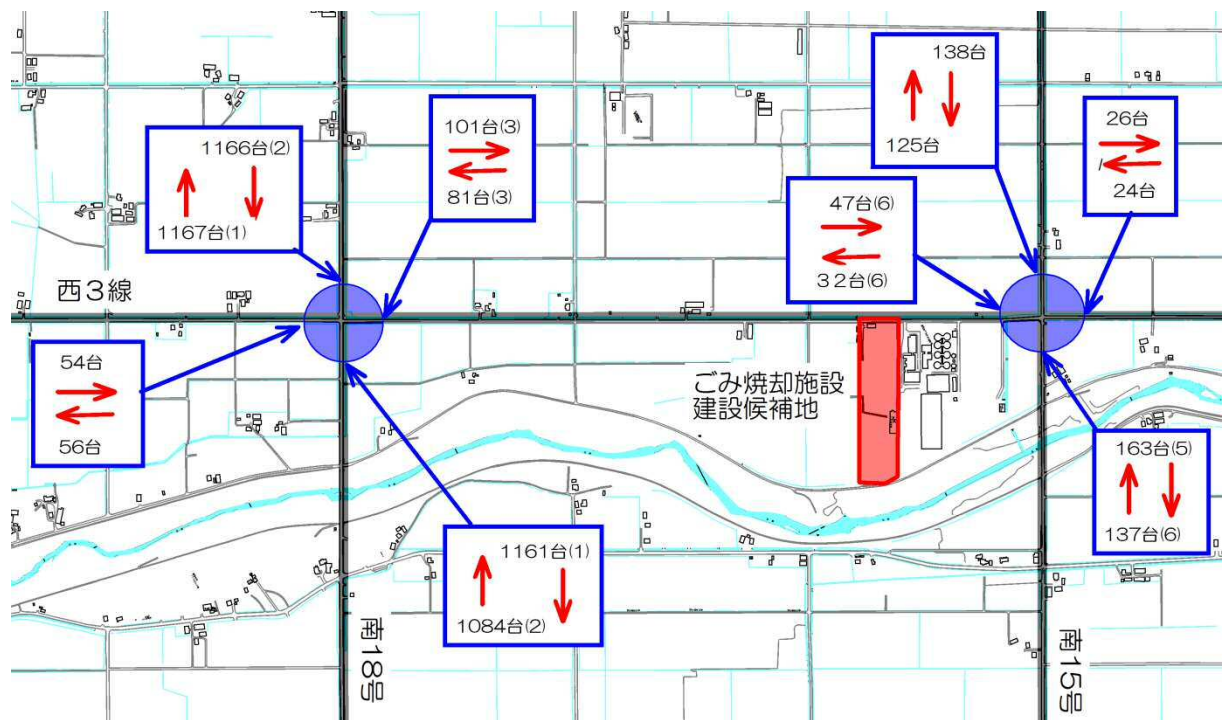 138台
125台
26台
24台
101台(3)
81台(3)
1166台(2)
1167台(1)
47台(6)
32台(6)
西3線
54台
56台
ごみ焼却施設
建設候補地
163台(5)
137台(6)
1161台(1)
1084台(2)
南18号
南15号